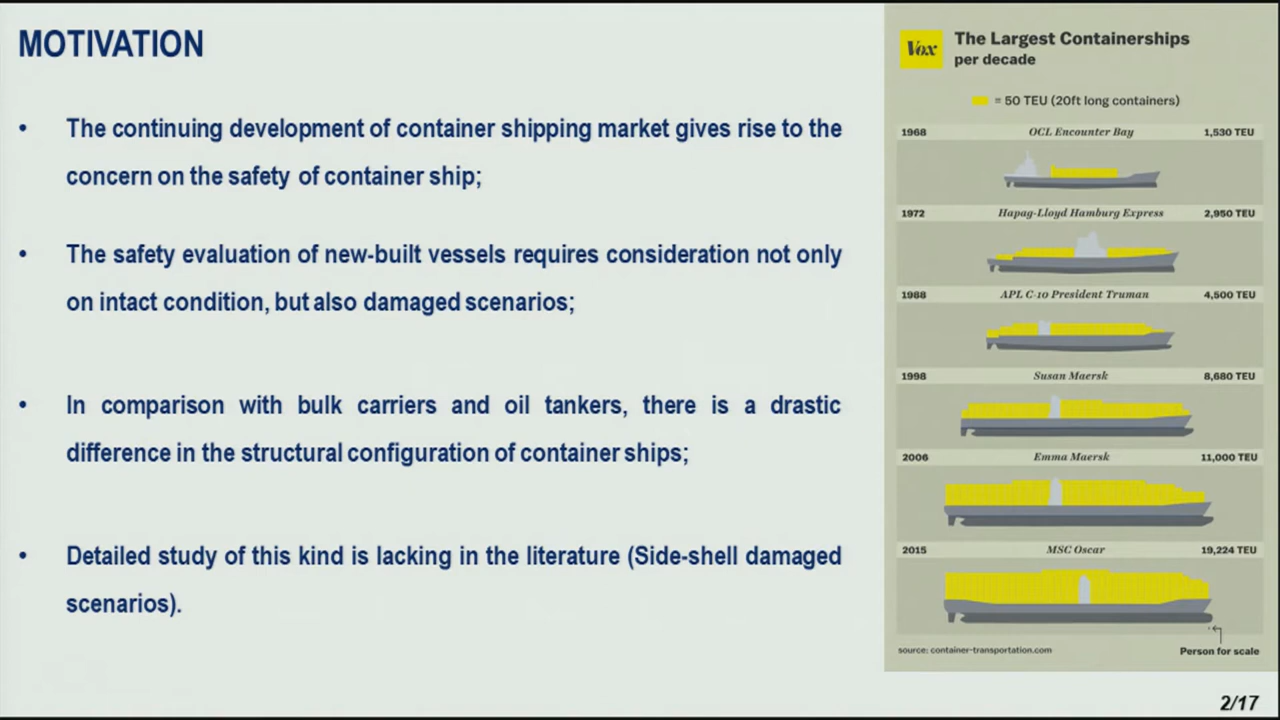 MOTIVATION
• The continuing development of container shipping market gives rise to the
concern on the safety of container ship;
• The safety evaluation of new-built vessels requires consideration not only
on intact condition, but also damaged scenarios;
• In comparison with bulk carriers and oil tankers, there is a drastic
difference in the structural configuration of container ships;
• Detailed study of this kind is lacking in the literature (Side-shell damaged
scenarios).
Vox
The Largest Containerships
per decade
= 50 TEU (20ft long containers)
1968 OCL Encounter Bay 1,530 TEU
1972 Hapag-Lloyd Hamburg Express 2,950 TEU
1988 APL C-10 President Truman 4,500 TEU
1998 Susan Maersk 8,680 TEU
2006 Emma Maersk 11,000 TEU
2015 MSC Oscar 19,224 TEU
source: container-transportation.com
Person for scale
2/17